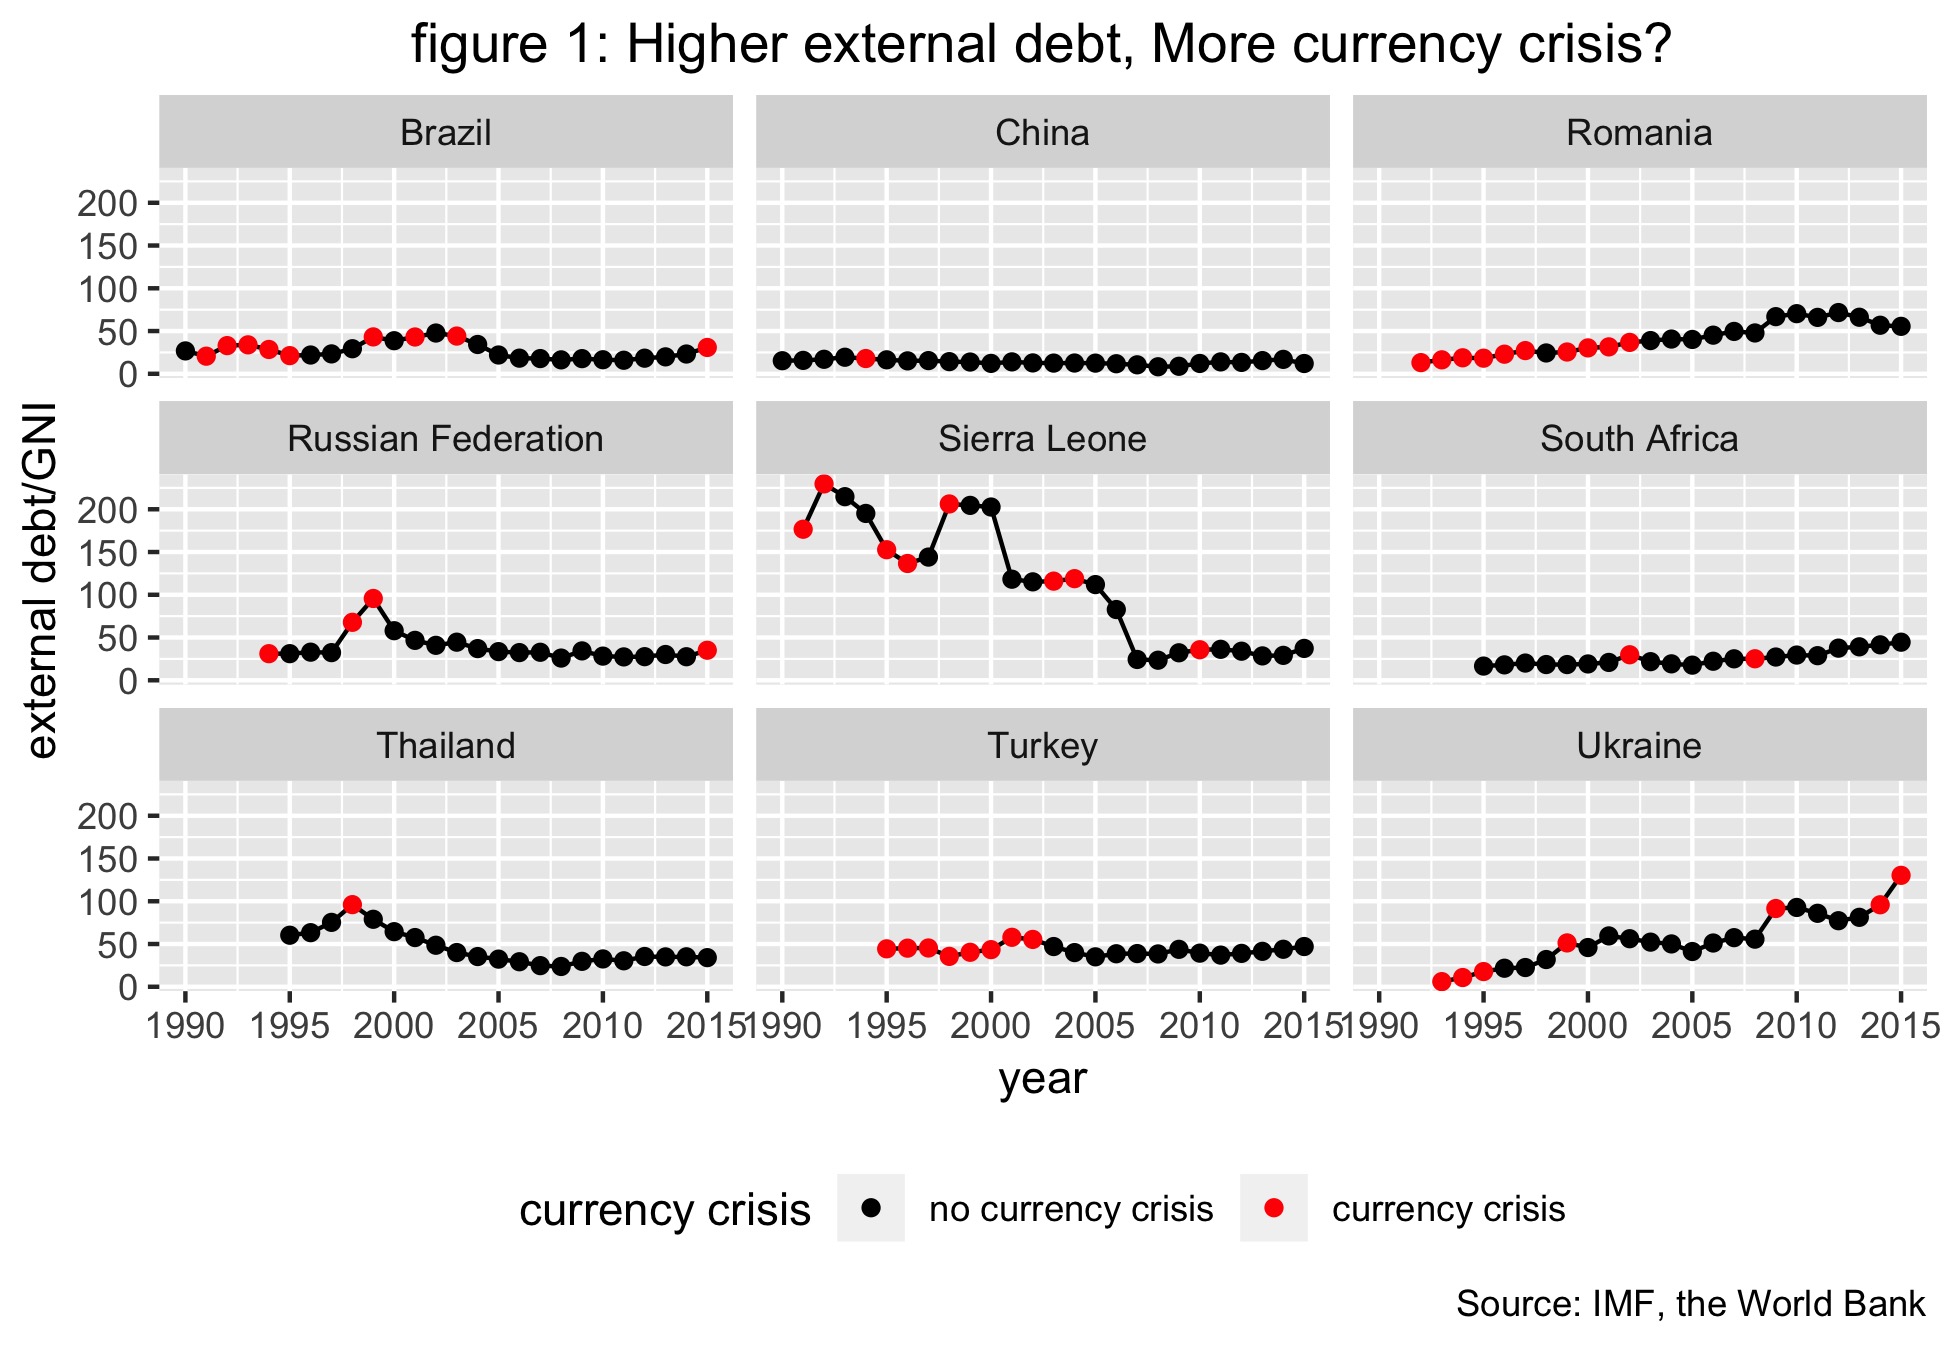 figure 1: Higher external debt, More currency crisis?
Brazil
China
Romania
200
150
100
50
0
Russian Federation
Sierra Leone
South Africa
200
150
100
50
0
Thailand
Turkey
Ukraine
200
150
100
50
0
external debt/GNI
1990 1995 2000 2005 2010 2015
1990 1995 2000 2005 2010 2015
1990 1995 2000 2005 2010 2015
year
currency crisis no currency crisis currency crisis
Source: IMF, the World Bank